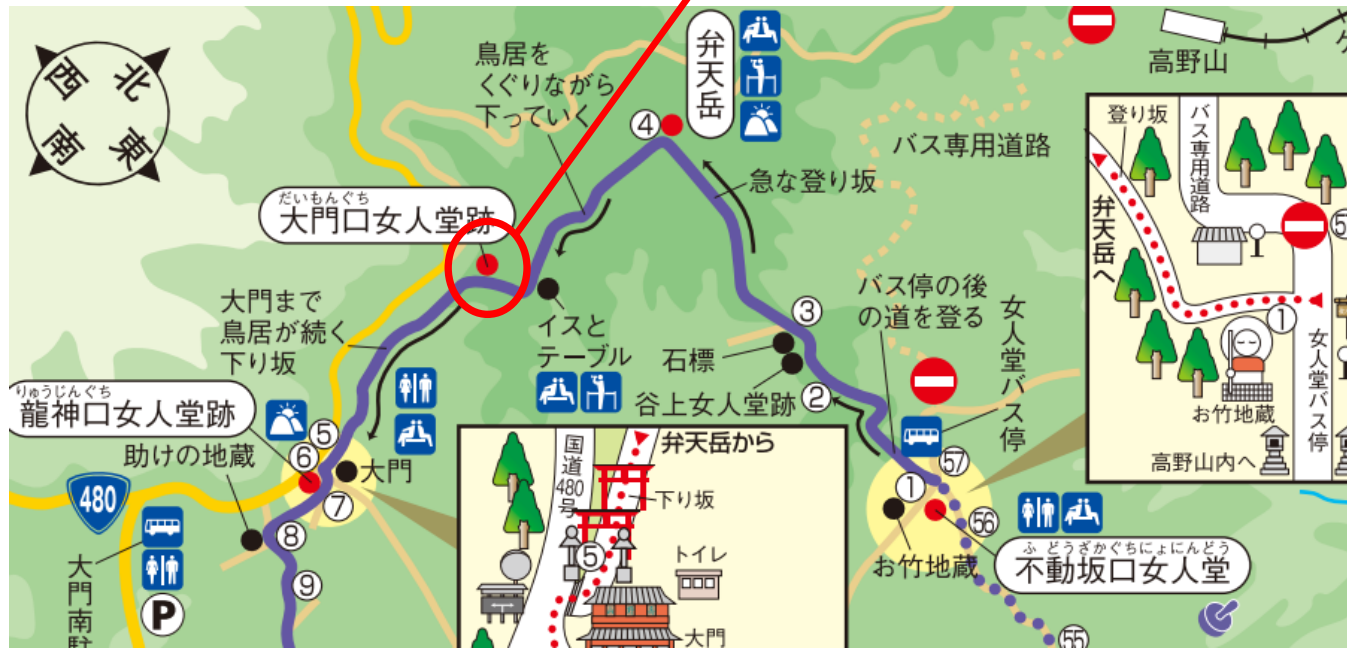 西
北
南
東
鳥居を
くぐりながら
下っていく
④
弁天岳
高野山
ケ
バス専用道路
急な登り坂
だいもんぐち
大門口女人堂跡
大門まで
鳥居が続く
下り坂
イスと
テーブル
石標
③
谷上女人堂跡
②
バス停の後
の道を登る
女人堂バス停
りゅうじんぐち
龍神口女人堂跡
⑤
⑥
助けの地蔵
大門
⑦
480
⑧
⑨
大門南駐
P
57
①
56
お竹地蔵
ふどうざかぐちにょにんどう
不動坂口女人堂
55
国道480号
弁天岳から
下り坂
⑤
トイレ
大門
登り坂
バス専用道路
弁天岳へ
5
①
お竹地蔵
女人堂バス停
高野山内へ